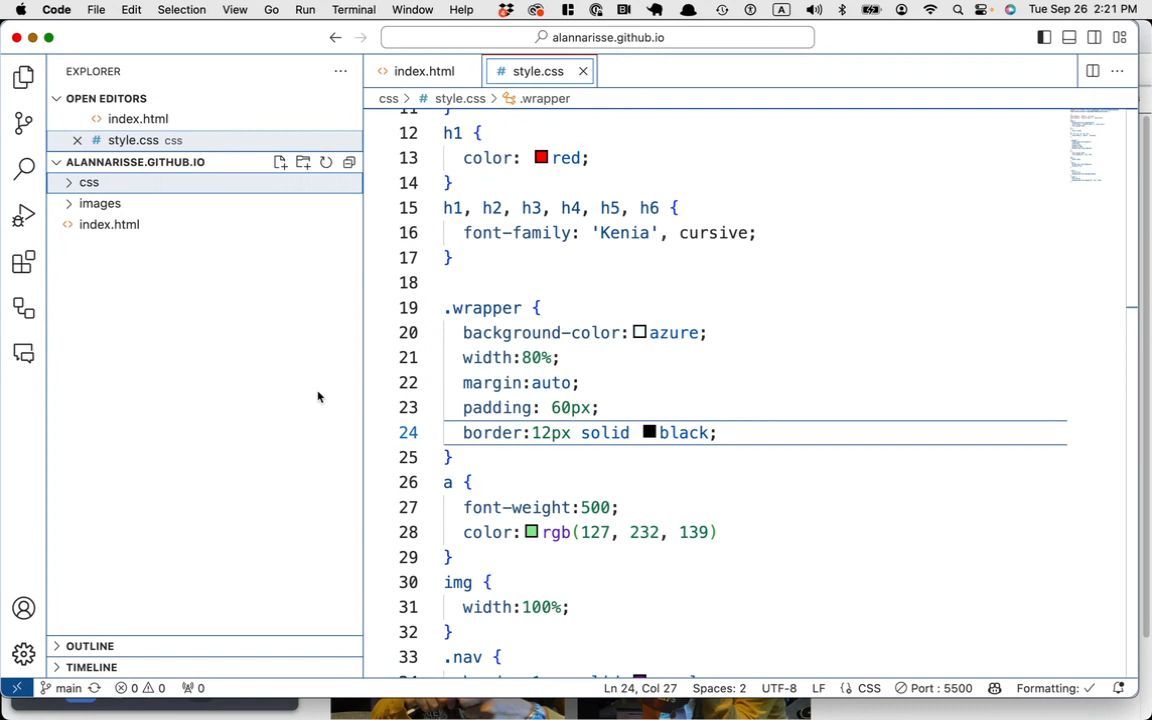 Code File Edit Selection View Go Run Terminal Window Help A Tue Sep 26 2:21 PM
alannarisse.github.io
EXPLORER
index.html
style.css
OPEN EDITORS
index.html
style.css css
ALANNARISSE.GITHUB.IO
css
images
index.html
OUTLINE
TIMELINE
css > # style.css > .wrapper
11 }
12 h1 {
13 color: red;
14 }
15 h1, h2, h3, h4, h5, h6 {
16 font-family: 'Kenia', cursive;
17 }
18
19 .wrapper {
20 background-color: azure;
21 width:80%;
22 margin:auto;
23 padding: 60px;
24 border:12px solid black;
25 }
26 a {
27 font-weight:500;
28 color: rgb(127, 232, 139)
29 }
30 img {
31 width:100%;
32 }
33 .nav {
main 0 0 0 Ln 24, Col 27 Spaces: 2 UTF-8 LF {} CSS Port : 5500 Formatting: ✓